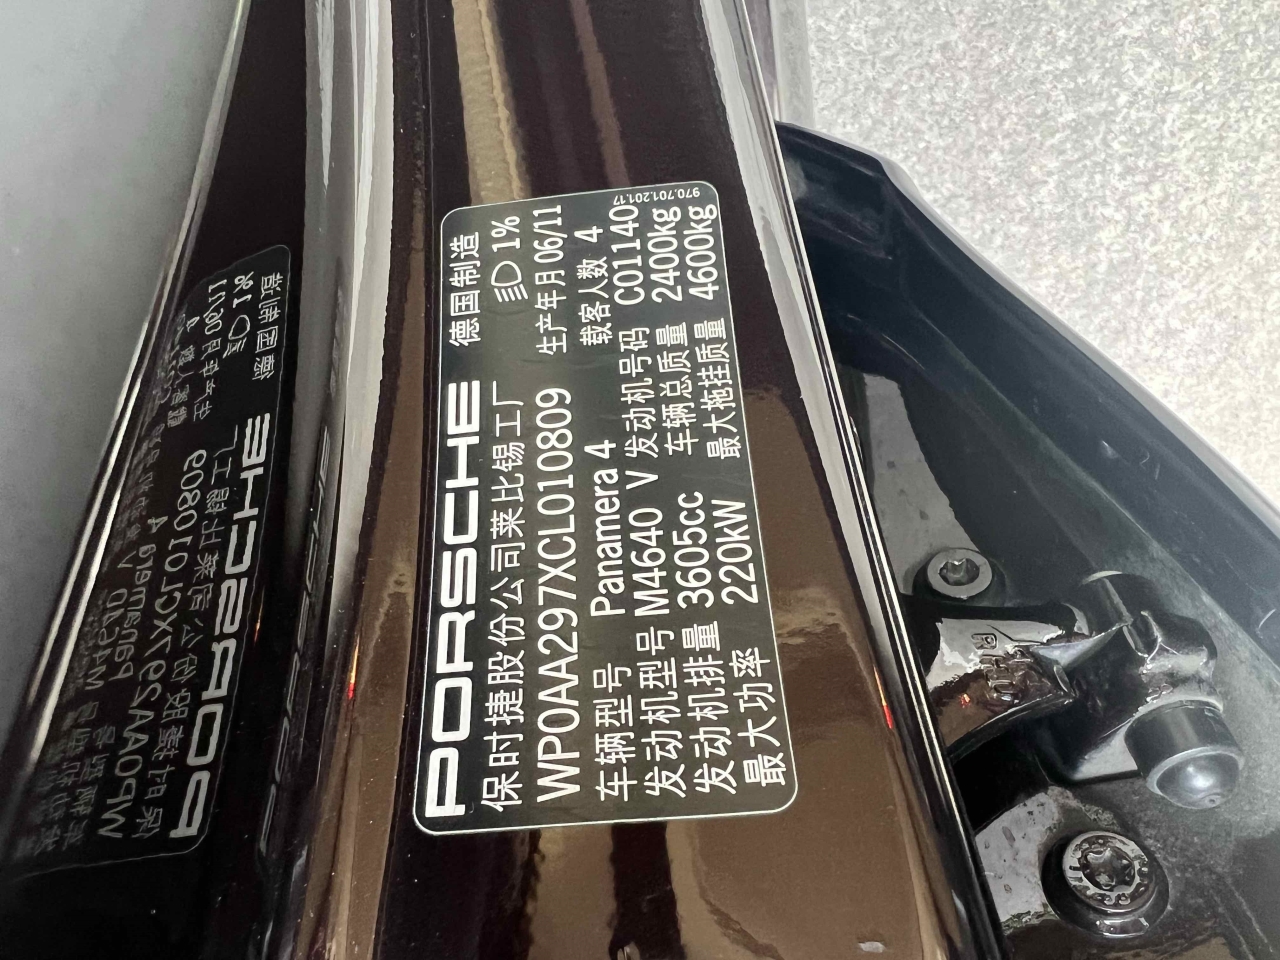 PORSCHE 德国制造
保时捷股份公司莱比锡工厂 1%
WP0AA297XCL010809 生产年月 06/11
车辆型号 Panamera 4 载客人数 4
发动机型号 M4640 V 发动机号码 C01140
发动机排量 3605cc 车辆总质量 2400kg
最大功率 220kW 最大拖挂质量 4600kg
970.701.201.17